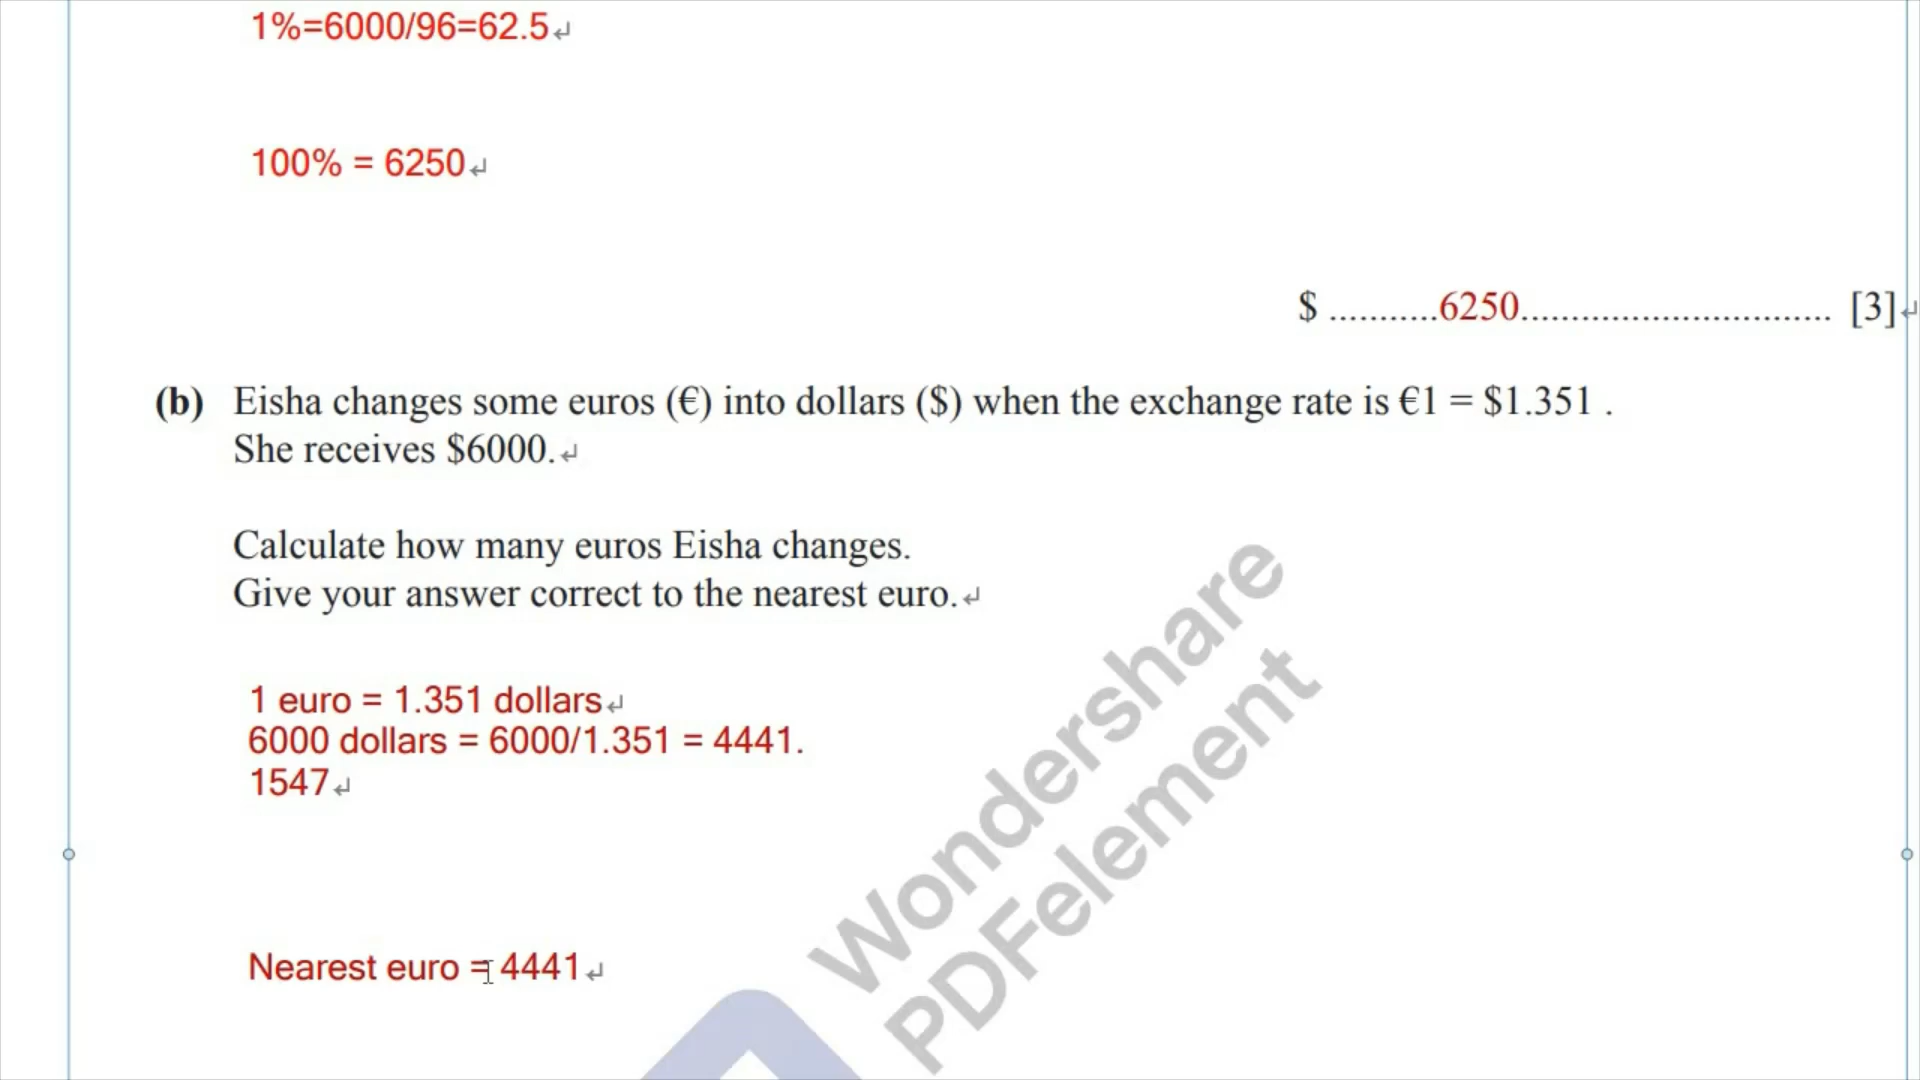 1%=6000/96=62.5
100% = 6250
$ ...........6250............................... [3]
(b) Eisha changes some euros (€) into dollars ($) when the exchange rate is €1 = $1.351 .
She receives $6000.
Calculate how many euros Eisha changes.
Give your answer correct to the nearest euro.
1 euro = 1.351 dollars
6000 dollars = 6000/1.351 = 4441.
1547
Nearest euro = 4441
Wondershare
PDFelement